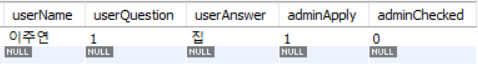 userName userQuestion userAnswer adminApply adminChecked
이주연 1 집 1 0
NULL NULL NULL NULL NULL